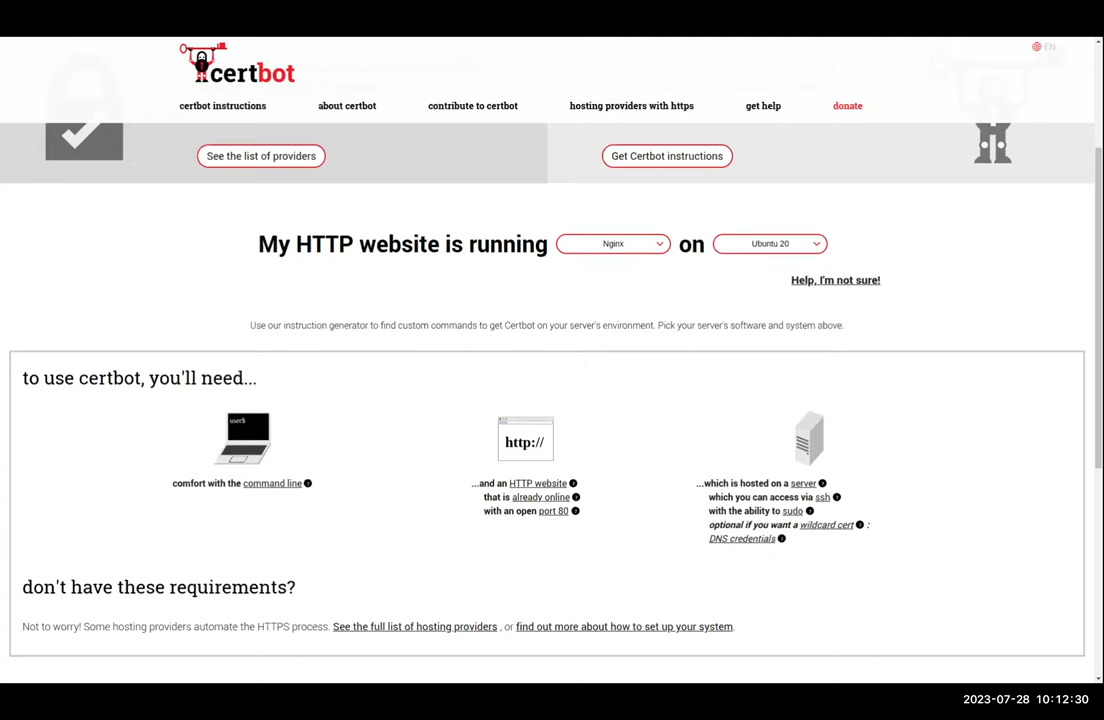 EN
certbot
certbot instructions
about certbot
contribute to certbot
hosting providers with https
get help
donate
See the list of providers
Get Certbot instructions
My HTTP website is running Nginx on Ubuntu 20
Help, I'm not sure!
Use our instruction generator to find custom commands to get Certbot on your server's environment. Pick your server's software and system above.
to use certbot, you'll need...
user$
comfort with the command line
http://
...and an HTTP website
that is already online
with an open port 80
...which is hosted on a server
which you can access via ssh
with the ability to sudo
optional if you want a wildcard cert :
DNS credentials
don't have these requirements?
Not to worry! Some hosting providers automate the HTTPS process. See the full list of hosting providers , or find out more about how to set up your system.
2023-07-28 10:12:30